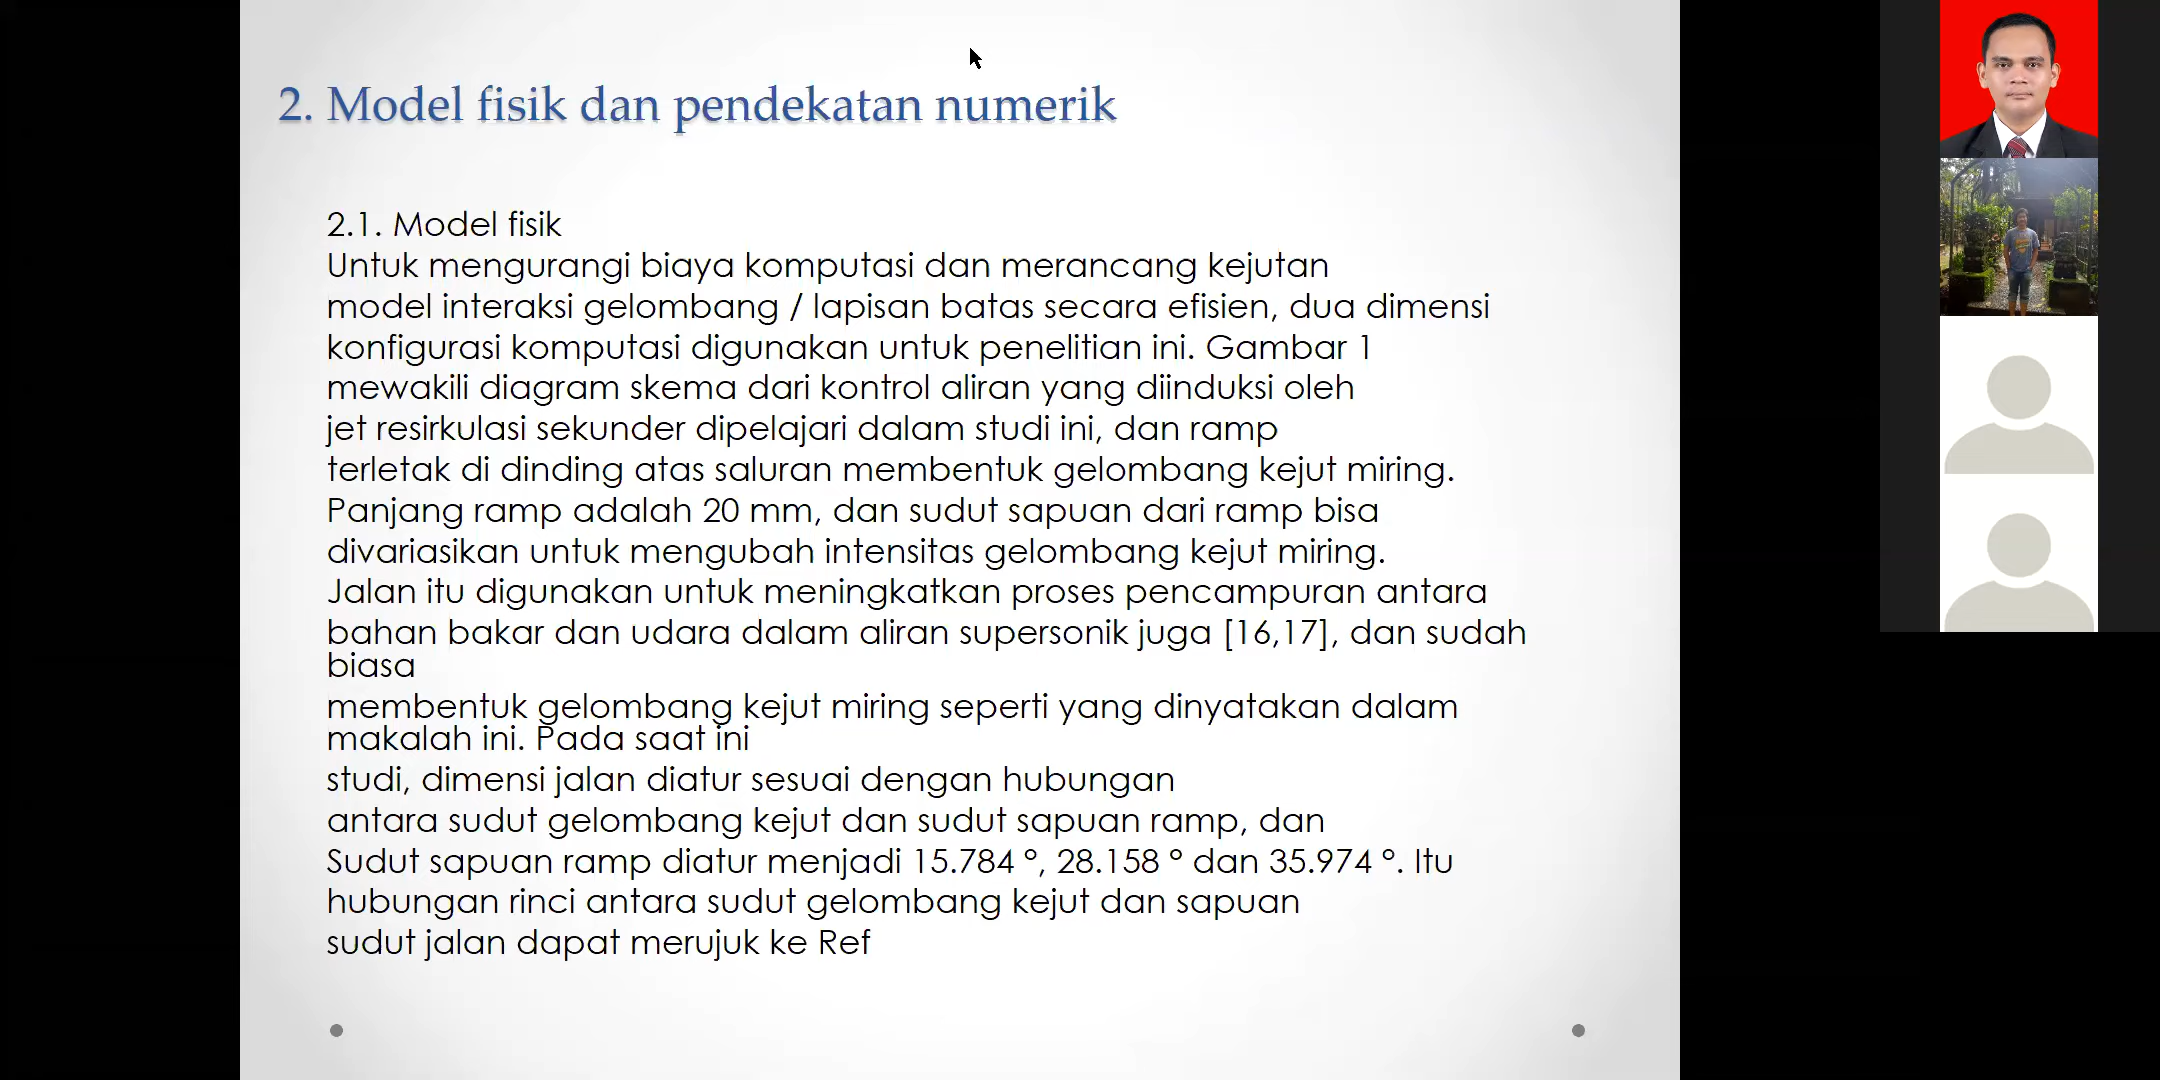 2. Model fisik dan pendekatan numerik
2.1. Model fisik
Untuk mengurangi biaya komputasi dan merancang kejutan
model interaksi gelombang / lapisan batas secara efisien, dua dimensi
konfigurasi komputasi digunakan untuk penelitian ini. Gambar 1
mewakili diagram skema dari kontrol aliran yang diinduksi oleh
jet resirkulasi sekunder dipelajari dalam studi ini, dan ramp
terletak di dinding atas saluran membentuk gelombang kejut miring.
Panjang ramp adalah 20 mm, dan sudut sapuan dari ramp bisa
divariasikan untuk mengubah intensitas gelombang kejut miring.
Jalan itu digunakan untuk meningkatkan proses pencampuran antara
bahan bakar dan udara dalam aliran supersonik juga [16,17], dan sudah
biasa
membentuk gelombang kejut miring seperti yang dinyatakan dalam
makalah ini. Pada saat ini
studi, dimensi jalan diatur sesuai dengan hubungan
antara sudut gelombang kejut dan sudut sapuan ramp, dan
Sudut sapuan ramp diatur menjadi 15.784 °, 28.158 ° dan 35.974 °. Itu
hubungan rinci antara sudut gelombang kejut dan sapuan
sudut jalan dapat merujuk ke Ref